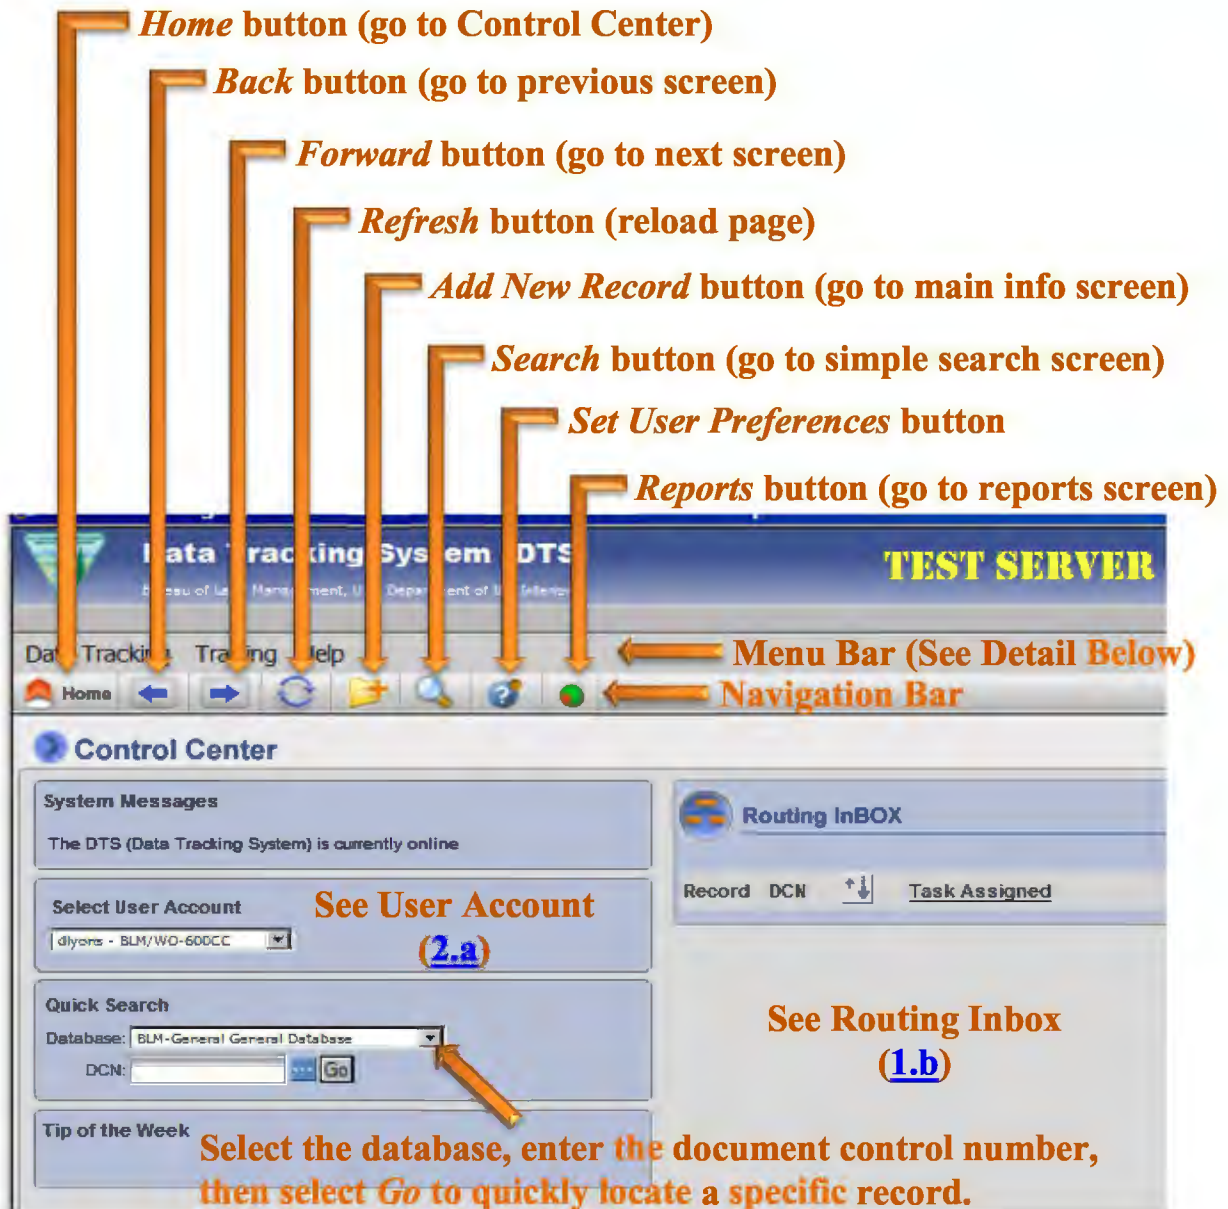 Home button (go to Control Center)
Back button (go to previous screen)
Forward button (go to next screen)
Refresh button (reload page)
Add New Record button (go to main info screen)
Search button (go to simple search screen)
Set User Preferences button
Reports button (go to reports screen)
Data Tracking System DTS
TEST SERVER
Tracking Help
Menu Bar (See Detail Below)
Home
Navigation Bar
Control Center
System Messages
The DTS (Data Tracking System) is currently online
Routing InBOX
Record DCN Task Assigned
Select User Account
See User Account
dlyons - BLM/WO-600CC
(2.a)
Quick Search
Database: BLM-General General Database
DCN: ... Go
See Routing Inbox
(1.b)
Tip of the Week
Select the database, enter the document control number,
then select Go to quickly locate a specific record.